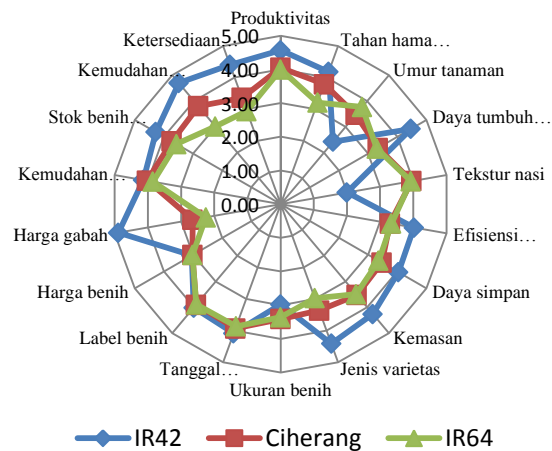 Produktivitas
Ketersediaan…
5.00
Tahan hama…
Kemudahan…
4.00
Umur tanaman
Stok benih…
3.00
Daya tumbuh…
2.00
Kemudahan…
1.00
Tekstur nasi
0.00
Harga gabah
Efisiensi…
Harga benih
Daya simpan
Label benih
Kemasan
Tanggal…
Jenis varietas
Ukuran benih
IR42 Ciherang IR64